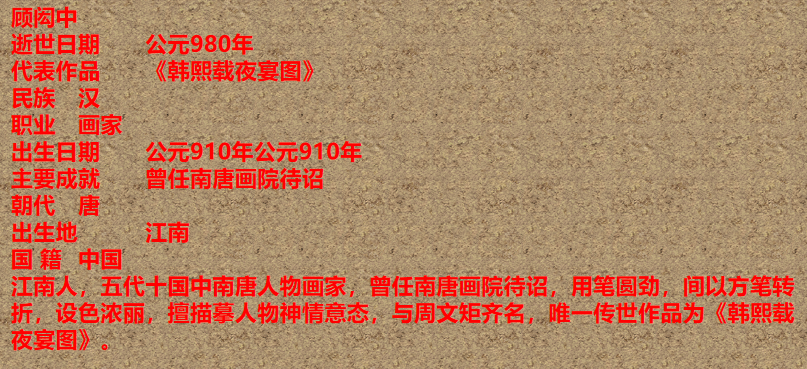 顾闳中
逝世日期 公元980年
代表作品 《韩熙载夜宴图》
民族 汉
职业 画家
出生日期 公元910年公元910年
主要成就 曾任南唐画院待诏
朝代 唐
出生地 江南
国 籍 中国
江南人，五代十国中南唐人物画家，曾任南唐画院待诏，用笔圆劲，间以方笔转
折，设色浓丽，擅描摹人物神情意态，与周文矩齐名，唯一传世作品为《韩熙载
夜宴图》。